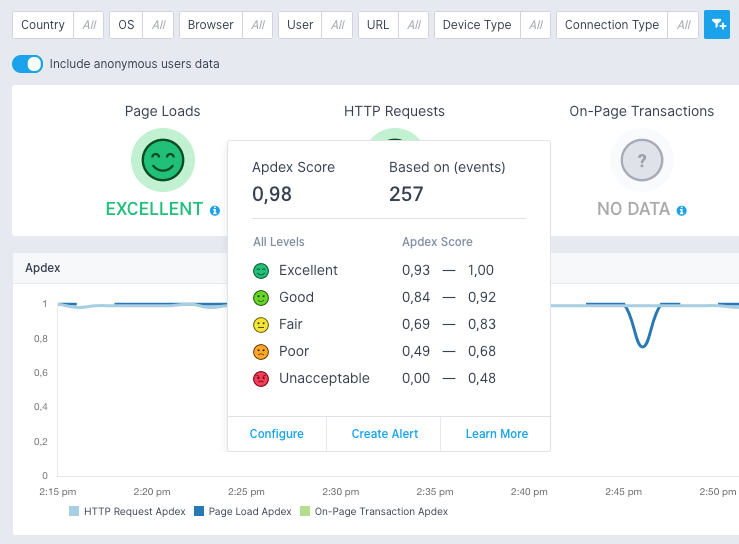 Country All OS All Browser All User All URL All Device Type All Connection Type All
Include anonymous users data
Page Loads HTTP Requests On-Page Transactions
?
EXCELLENT i NO DATA i
Apdex Score Based on (events)
0,98 257
All Levels Apdex Score
Excellent 0,93 — 1,00
Good 0,84 — 0,92
Fair 0,69 — 0,83
Poor 0,49 — 0,68
Unacceptable 0,00 — 0,48
Configure Create Alert Learn More
Apdex
1
0,8
0,6
0,4
0,2
0
2:15 pm 2:20 pm 2:25 pm 2:30 pm 2:35 pm 2:40 pm 2:45 pm 2:50 pm
HTTP Request Apdex Page Load Apdex On-Page Transaction Apdex